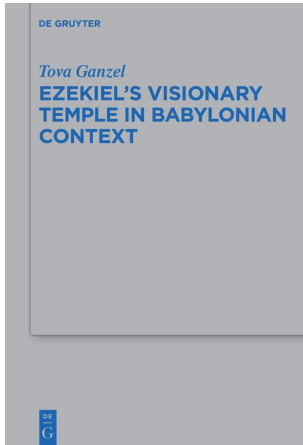 DE GRUYTER
Tova Ganzel
EZEKIEL'S VISIONARY
TEMPLE IN BABYLONIAN
CONTEXT
DE
G